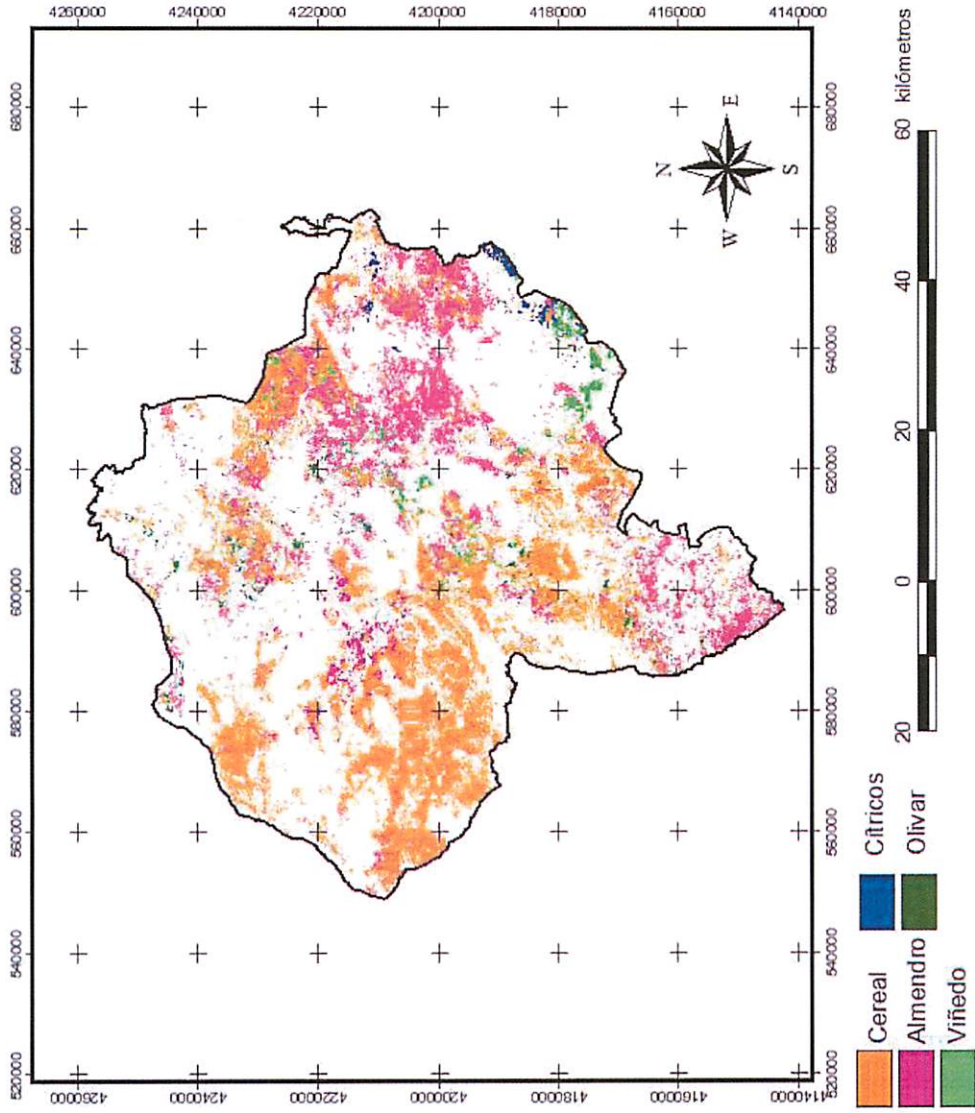 520000 540000 560000 580000 600000 620000 640000 660000 680000
4260000 4260000
4240000 4240000
4220000 4220000
4200000 4200000
4180000 4180000
4160000 4160000
4140000 4140000
N
W E
S
520000 540000 560000 580000 600000 620000 640000 660000 680000
Cereal Cítricos
Almendro Olivar
Viñedo
20 0 20 40 60 kilómetros